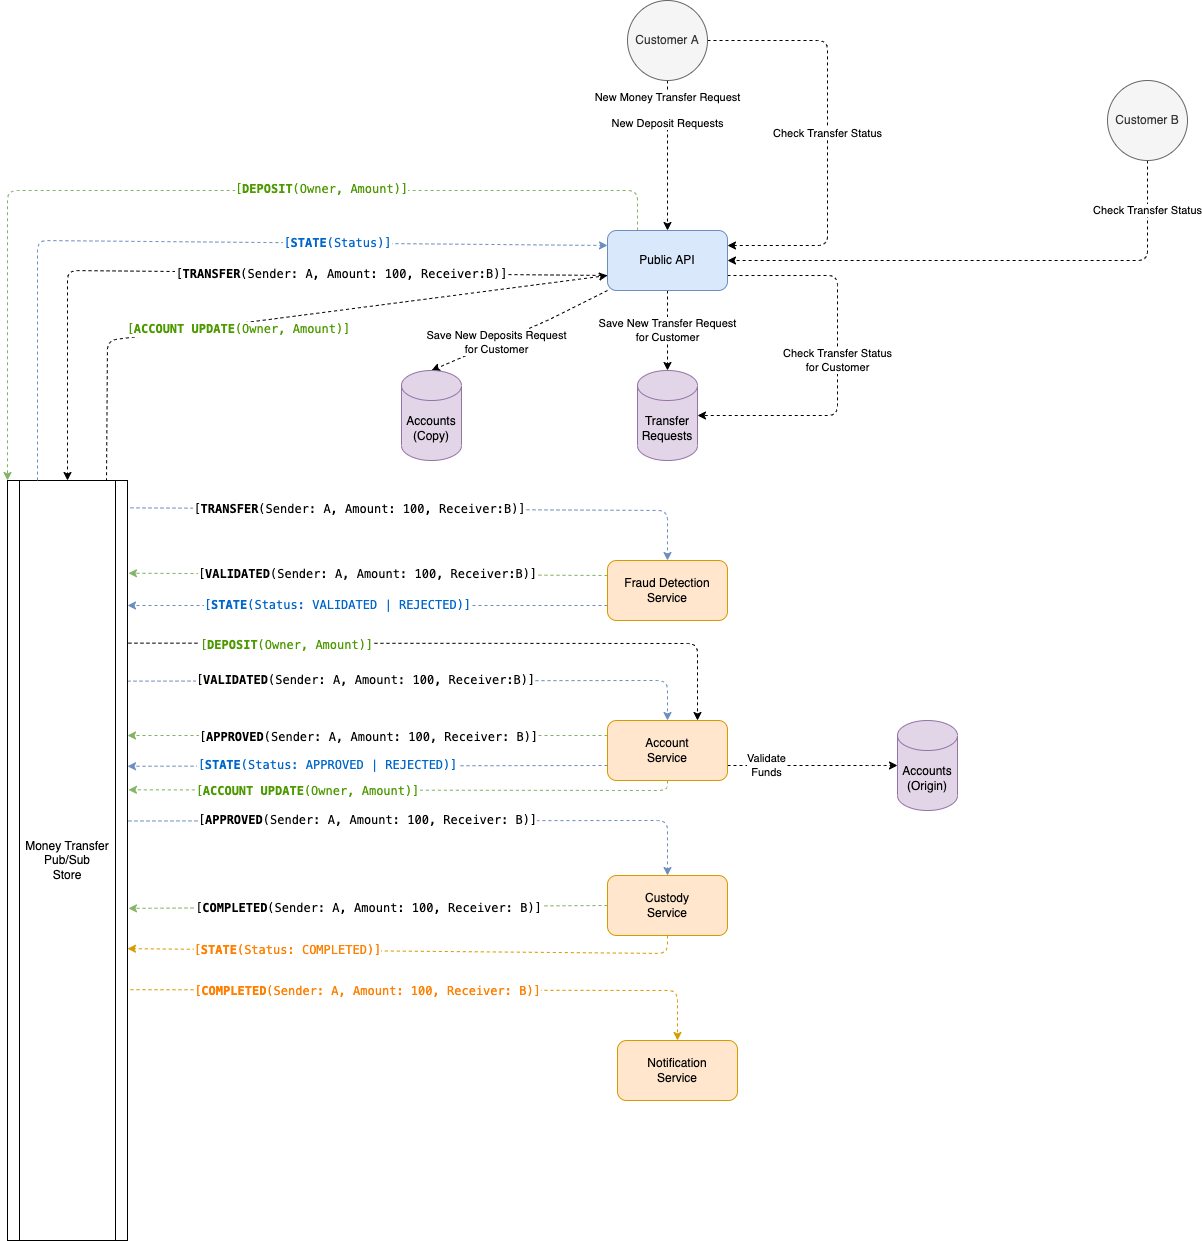 Customer A
New Money Transfer Request
New Deposit Requests
Check Transfer Status
Customer B
Check Transfer Status
[DEPOSIT(Owner, Amount)]
[STATE(Status)]
[TRANSFER(Sender: A, Amount: 100, Receiver:B)]
Public API
[ACCOUNT UPDATE(Owner, Amount)]
Save New Deposits Request
for Customer
Save New Transfer Request
for Customer
Check Transfer Status
for Customer
Accounts
(Copy)
Transfer
Requests
[TRANSFER(Sender: A, Amount: 100, Receiver:B)]
[VALIDATED(Sender: A, Amount: 100, Receiver:B)]
Fraud Detection
Service
[STATE(Status: VALIDATED | REJECTED)]
[DEPOSIT(Owner, Amount)]
[VALIDATED(Sender: A, Amount: 100, Receiver:B)]
[APPROVED(Sender: A, Amount: 100, Receiver: B)]
Account
Service
[STATE(Status: APPROVED | REJECTED)]
Validate
Funds
Accounts
(Origin)
[ACCOUNT UPDATE(Owner, Amount)]
[APPROVED(Sender: A, Amount: 100, Receiver: B)]
Money Transfer
Pub/Sub
Store
Custody
Service
[COMPLETED(Sender: A, Amount: 100, Receiver: B)]
[STATE(Status: COMPLETED)]
[COMPLETED(Sender: A, Amount: 100, Receiver: B)]
Notification
Service